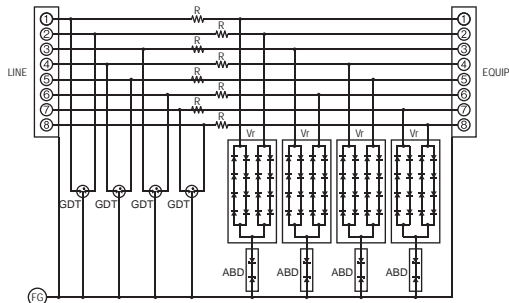 ① R ①
② R ②
③ R ③
LINE ④ R ④ EQUIP
⑤ R ⑤
⑥ R ⑥
⑦ R ⑦
⑧ R ⑧
Vr Vr Vr Vr
GDT GDT GDT GDT
ABD ABD ABD ABD
FG